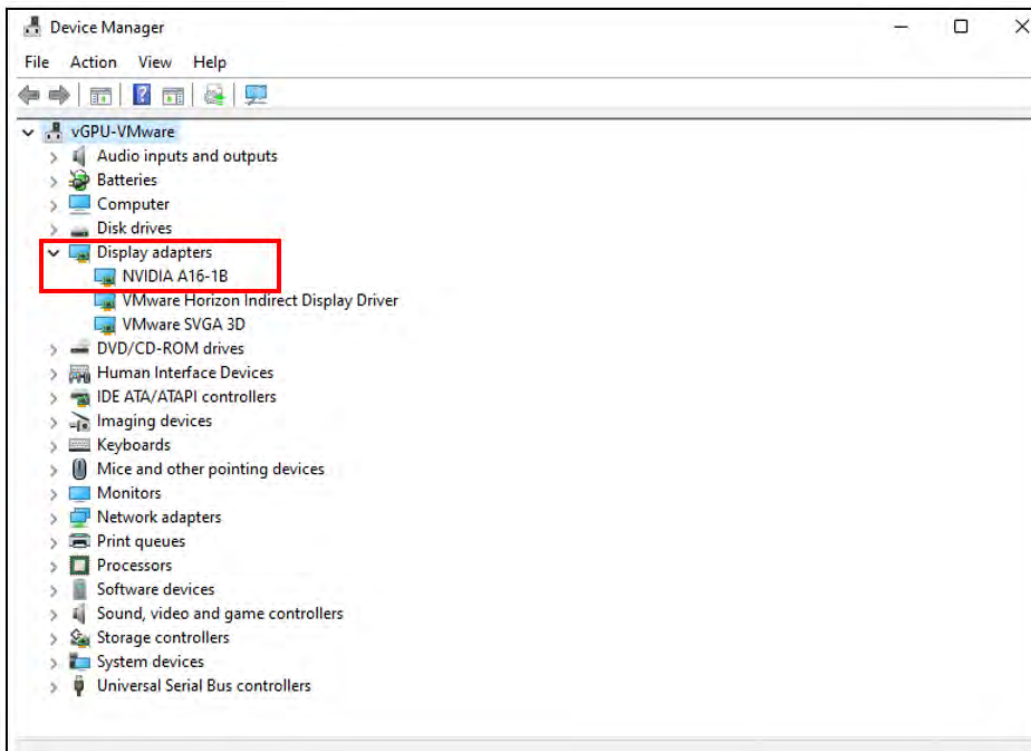 Device Manager
File Action View Help
vGPU-VMware
Audio inputs and outputs
Batteries
Computer
Disk drives
Display adapters
NVIDIA A16-1B
VMware Horizon Indirect Display Driver
VMware SVGA 3D
DVD/CD-ROM drives
Human Interface Devices
IDE ATA/ATAPI controllers
Imaging devices
Keyboards
Mice and other pointing devices
Monitors
Network adapters
Print queues
Processors
Software devices
Sound, video and game controllers
Storage controllers
System devices
Universal Serial Bus controllers